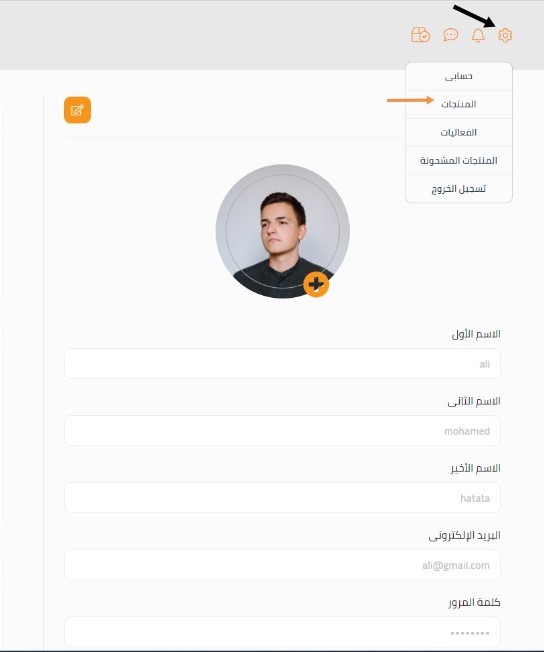 حسابى
المنتجات
الفعاليات
المنتجات المشحونة
تسجيل الخروج
الاسم الأول
ali
الاسم الثانى
mohamed
الاسم الأخير
hatata
البريد الإلكترونى
ali@gmail.com
كلمة المرور
••••••••